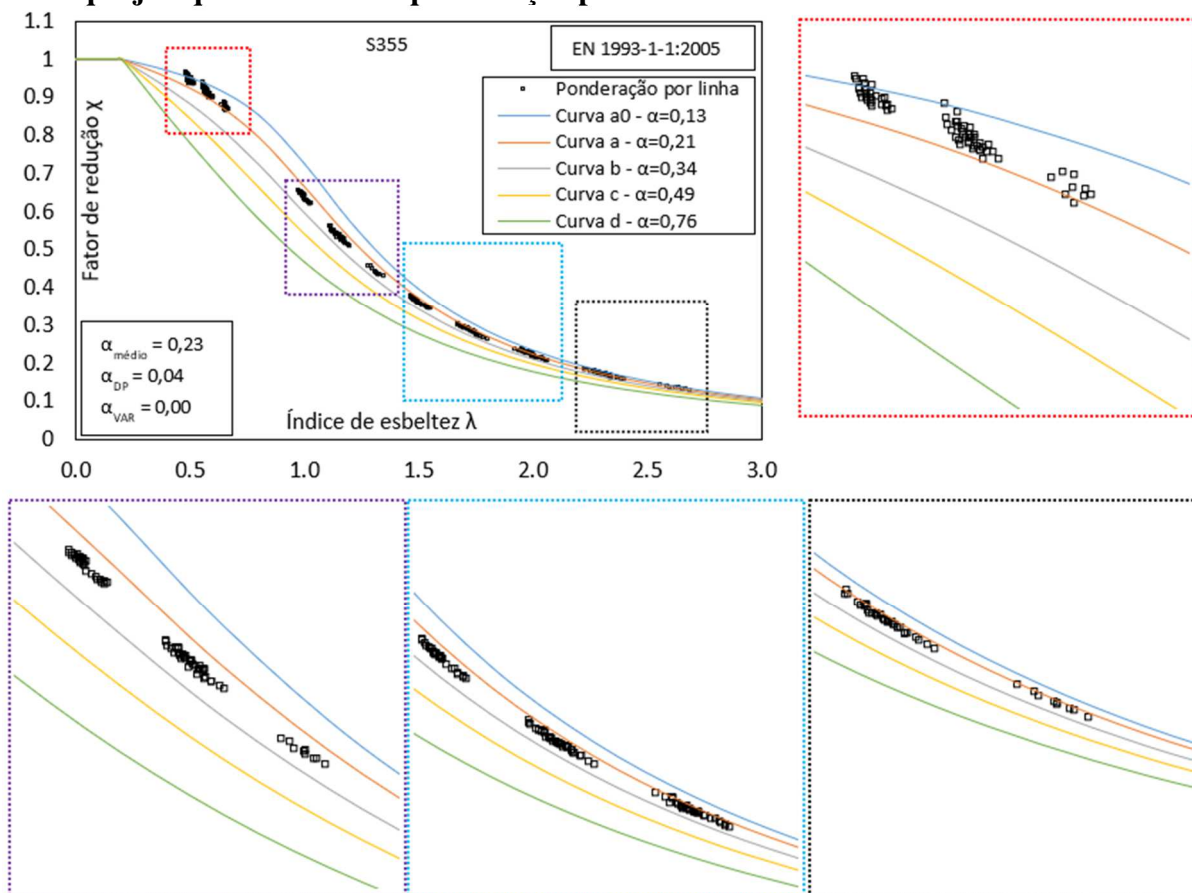 1.1
S355
EN 1993-1-1:2005
1
0.9
0.8
0.7
0.6
0.5
0.4
0.3
0.2
0.1
0
Fator de redução χ
Ponderação por linha
Curva a0 - α=0,13
Curva a - α=0,21
Curva b - α=0,34
Curva c - α=0,49
Curva d - α=0,76
α médio = 0,23
α DP = 0,04
α VAR = 0,00
Índice de esbeltez λ
0.0 0.5 1.0 1.5 2.0 2.5 3.0